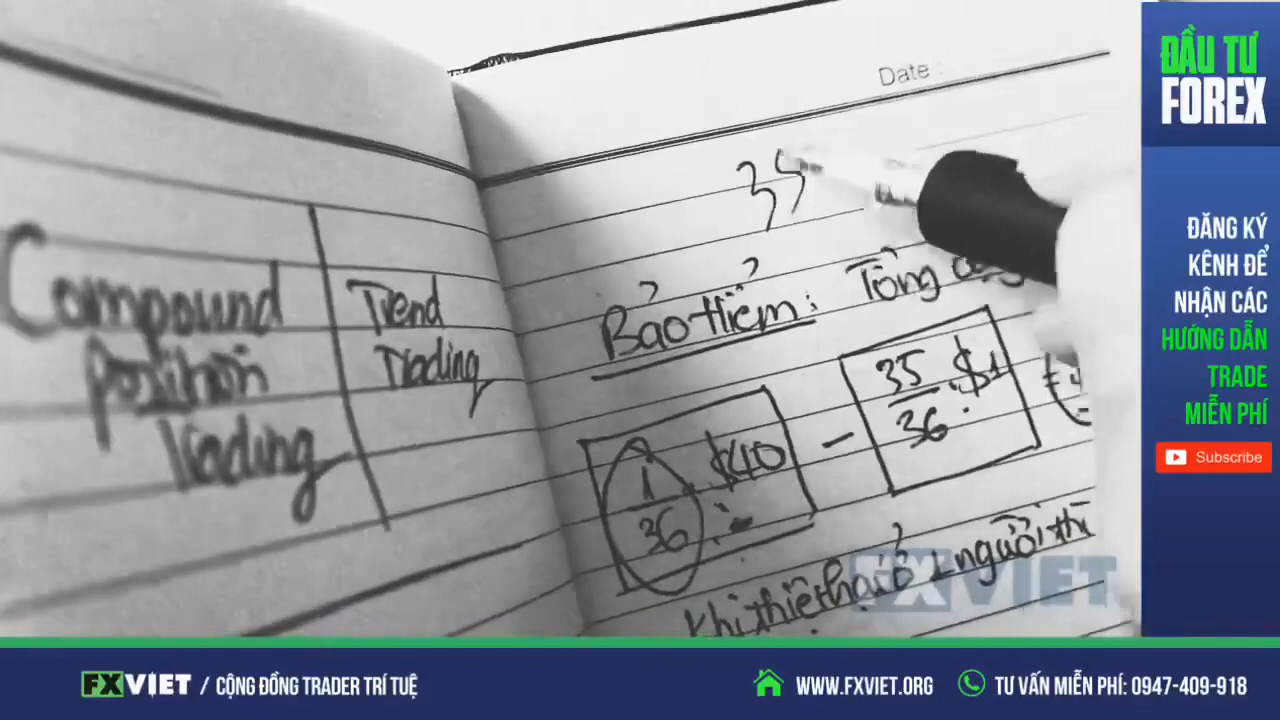 Compound
Position
Trading
Trend
Trading
Date :
35
Bảo Hiểm: Tổng
1/36 . $40 - 35/36 . $1
Khi thiệt hại ở 1 người thì
FXVIET
ĐẦU TƯ
FOREX
ĐĂNG KÝ
KÊNH ĐỂ
NHẬN CÁC
HƯỚNG DẪN
TRADE
MIỄN PHÍ
Subscribe
FXVIET / CỘNG ĐỒNG TRADER TRÍ TUỆ
WWW.FXVIET.ORG
TƯ VẤN MIỄN PHÍ: 0947-409-918